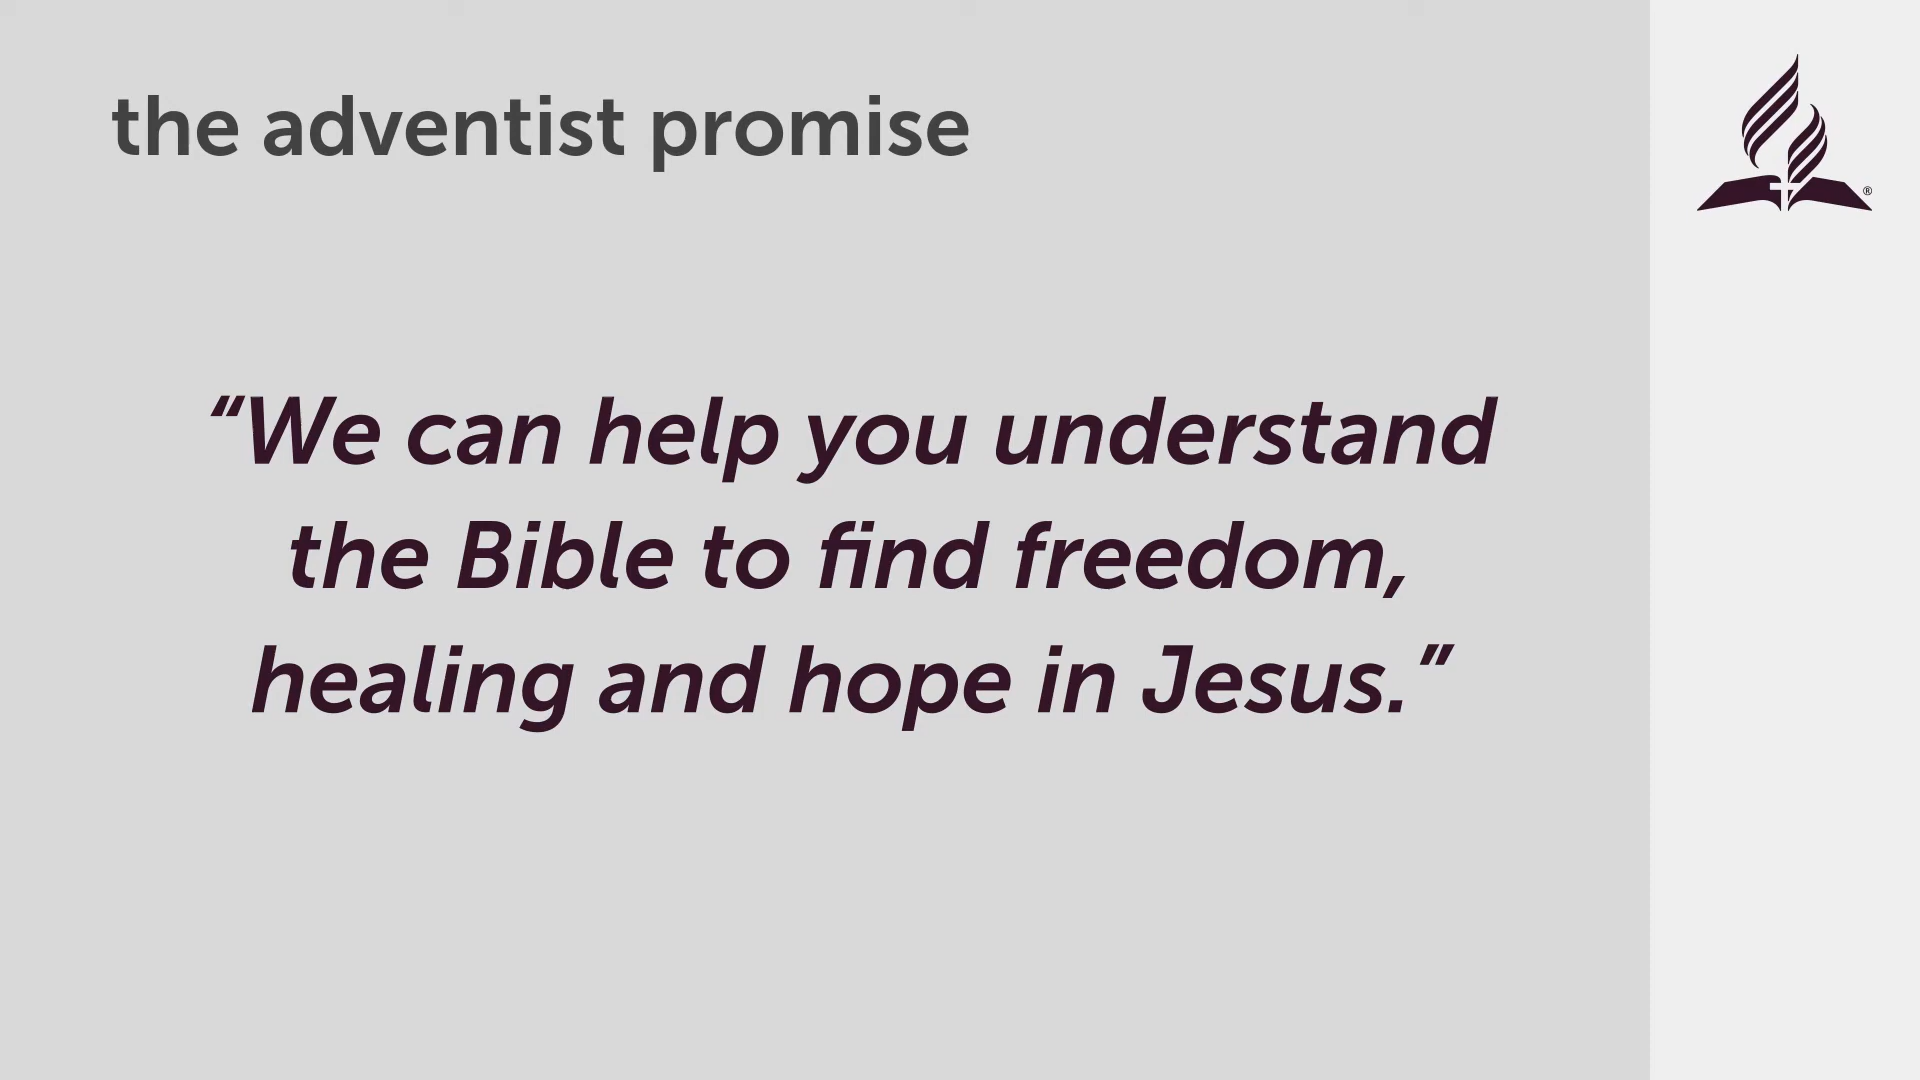 the adventist promise
“We can help you understand
the Bible to find freedom,
healing and hope in Jesus.”
®